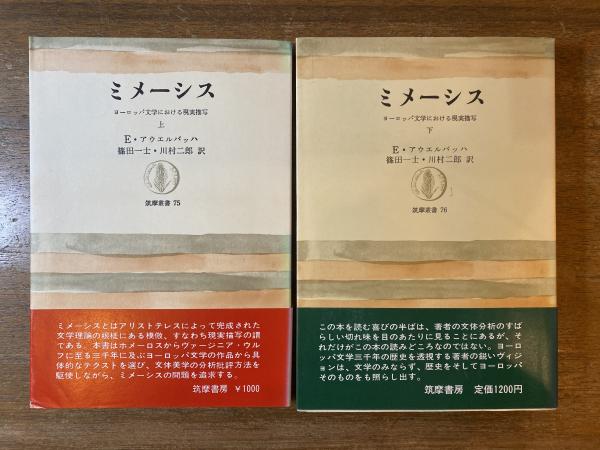 ミメーシス
ヨーロッパ文学における現実描写
上
E・アウエルバッハ
篠田一士・川村二郎 訳
筑摩叢書 75
ミメーシスとはアリストテレスによって完成された
文学理論の根柢にある模倣、すなわち現実描写の謂
である。本書はホメーロスからヴァージニア・ウル
フに至る三千年に及ぶヨーロッパ文学の作品から具
体的なテクストを選び、文体美学の分析批評方法を
駆使しながら、ミメーシスの問題を追求する。
筑摩書房 ¥1000
ミメーシス
ヨーロッパ文学における現実描写
下
E・アウエルバッハ
篠田一士・川村二郎 訳
筑摩叢書 76
この本を読む喜びの半ばは、著者の文体分析のすば
らしい切れ味を目のあたりに見ることにあるが、そ
れだけがこの本の読みどころなのではない。ヨーロ
ッパ文学三千年の歴史を透視する著者の鋭いヴィジ
ョンは、文学のみならず、歴史をそしてヨーロッパ
そのものをも照らし出す。
筑摩書房 定価1200円